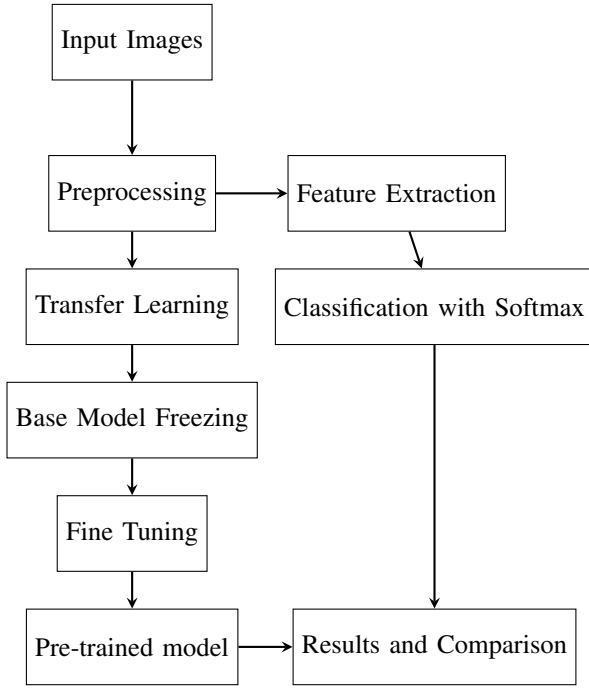 Input Images
Preprocessing
Feature Extraction
Transfer Learning
Classification with Softmax
Base Model Freezing
Fine Tuning
Pre-trained model
Results and Comparison